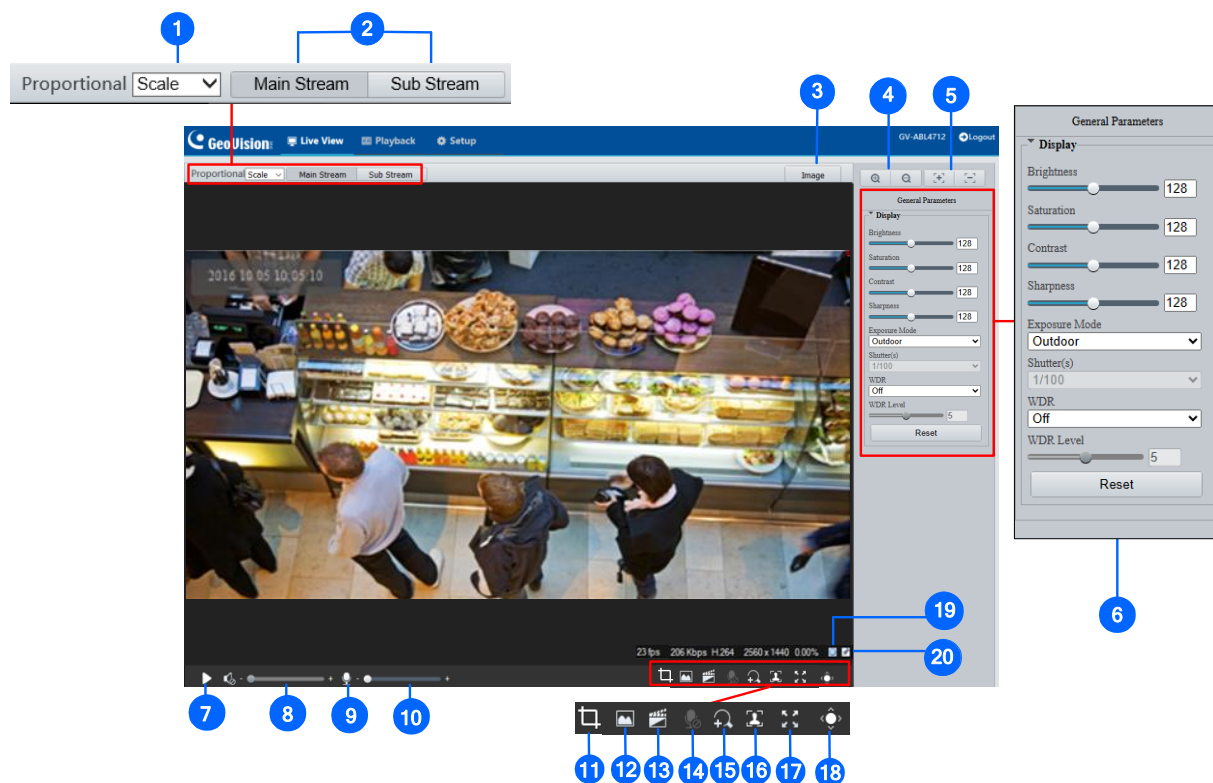 1
2
Proportional Scale Main Stream Sub Stream
3
4
5
GeoVision Live View Playback Setup
GV-ABL4712 Logout
Proportional Scale Main Stream Sub Stream
Image
General Parameters
Display
Brightness
128
Saturation
128
Contrast
128
Sharpness
128
Exposure Mode
Outdoor
Shutter(s)
1/100
WDR
Off
WDR Level
5
Reset
General Parameters
Display
Brightness
128
Saturation
128
Contrast
128
Sharpness
128
Exposure Mode
Outdoor
Shutter(s)
1/100
WDR
Off
WDR Level
5
Reset
6
2016 10 05 10:05:10
19
23 fps 206 Kbps H.264 2560 x 1440 0.00%
20
- + - +
7
8
9
10
11
12
13
14
15
16
17
18